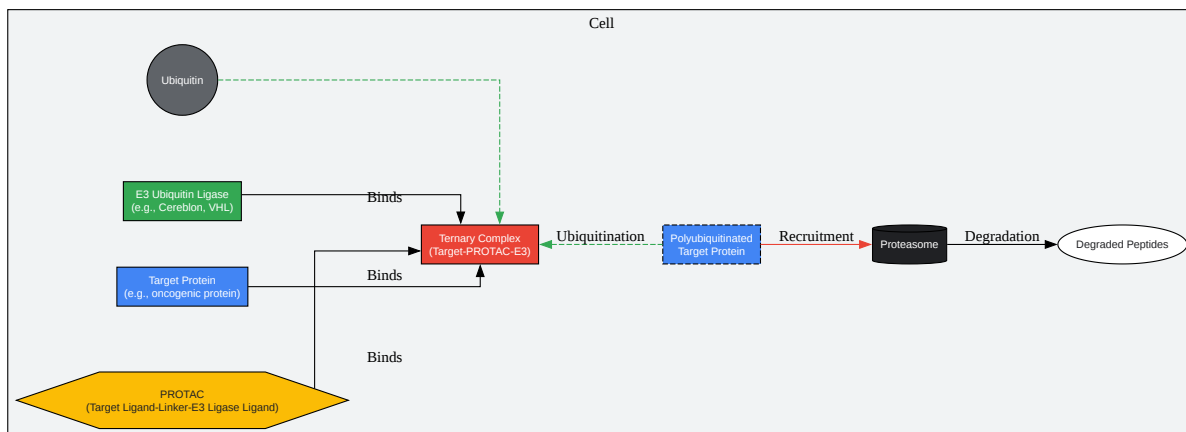 Cell
Ubiquitin
E3 Ubiquitin Ligase
(e.g., Cereblon, VHL)
Binds
Ternary Complex
(Target-PROTAC-E3)
Ubiquitination
Polyubiquitinated
Target Protein
Recruitment
Proteasome
Degradation
Degraded Peptides
Target Protein
(e.g., oncogenic protein)
Binds
Binds
PROTAC
(Target Ligand-Linker-E3 Ligase Ligand)